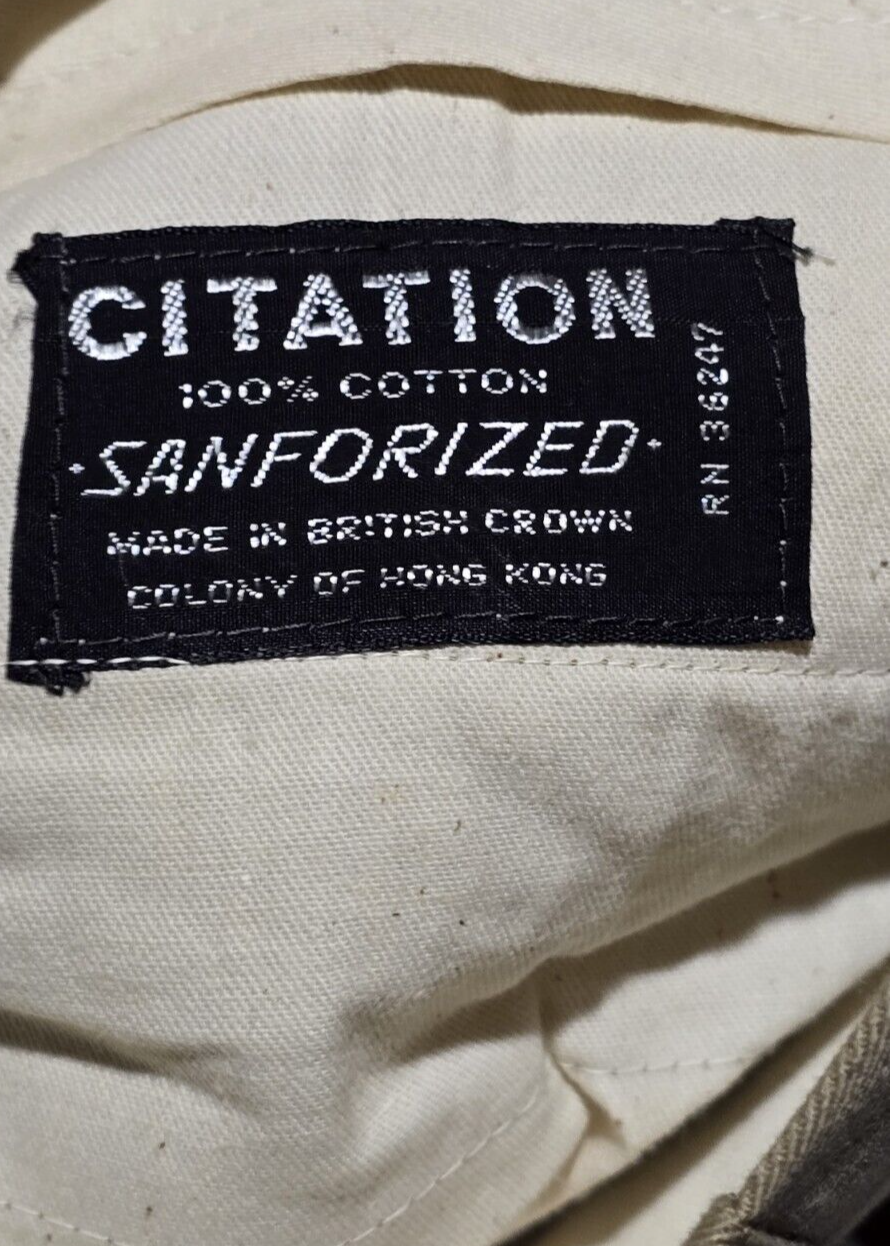 CITATION
100% COTTON
SANFORIZED
MADE IN BRITISH CROWN
COLONY OF HONG KONG
RN 36247